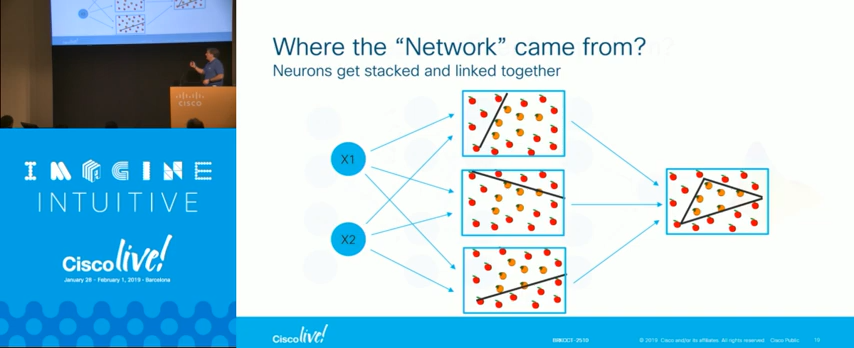 CISCO
IMAGINE
INTUITIVE
Cisco live!
January 28 - February 1, 2019 - Barcelona
Where the “Network” came from?
Neurons get stacked and linked together
X1
X2
Cisco live!
© 2019 Cisco and/or its affiliates. All rights reserved. Cisco Public